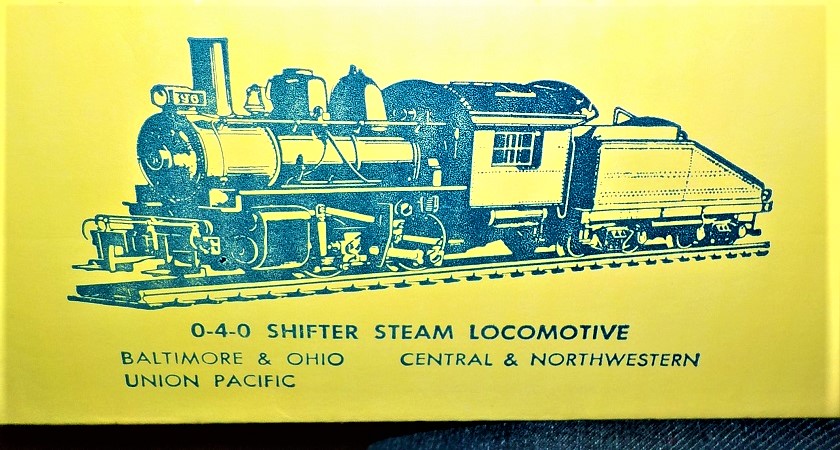 0-4-0 SHIFTER STEAM LOCOMOTIVE
BALTIMORE & OHIO CENTRAL & NORTHWESTERN
UNION PACIFIC